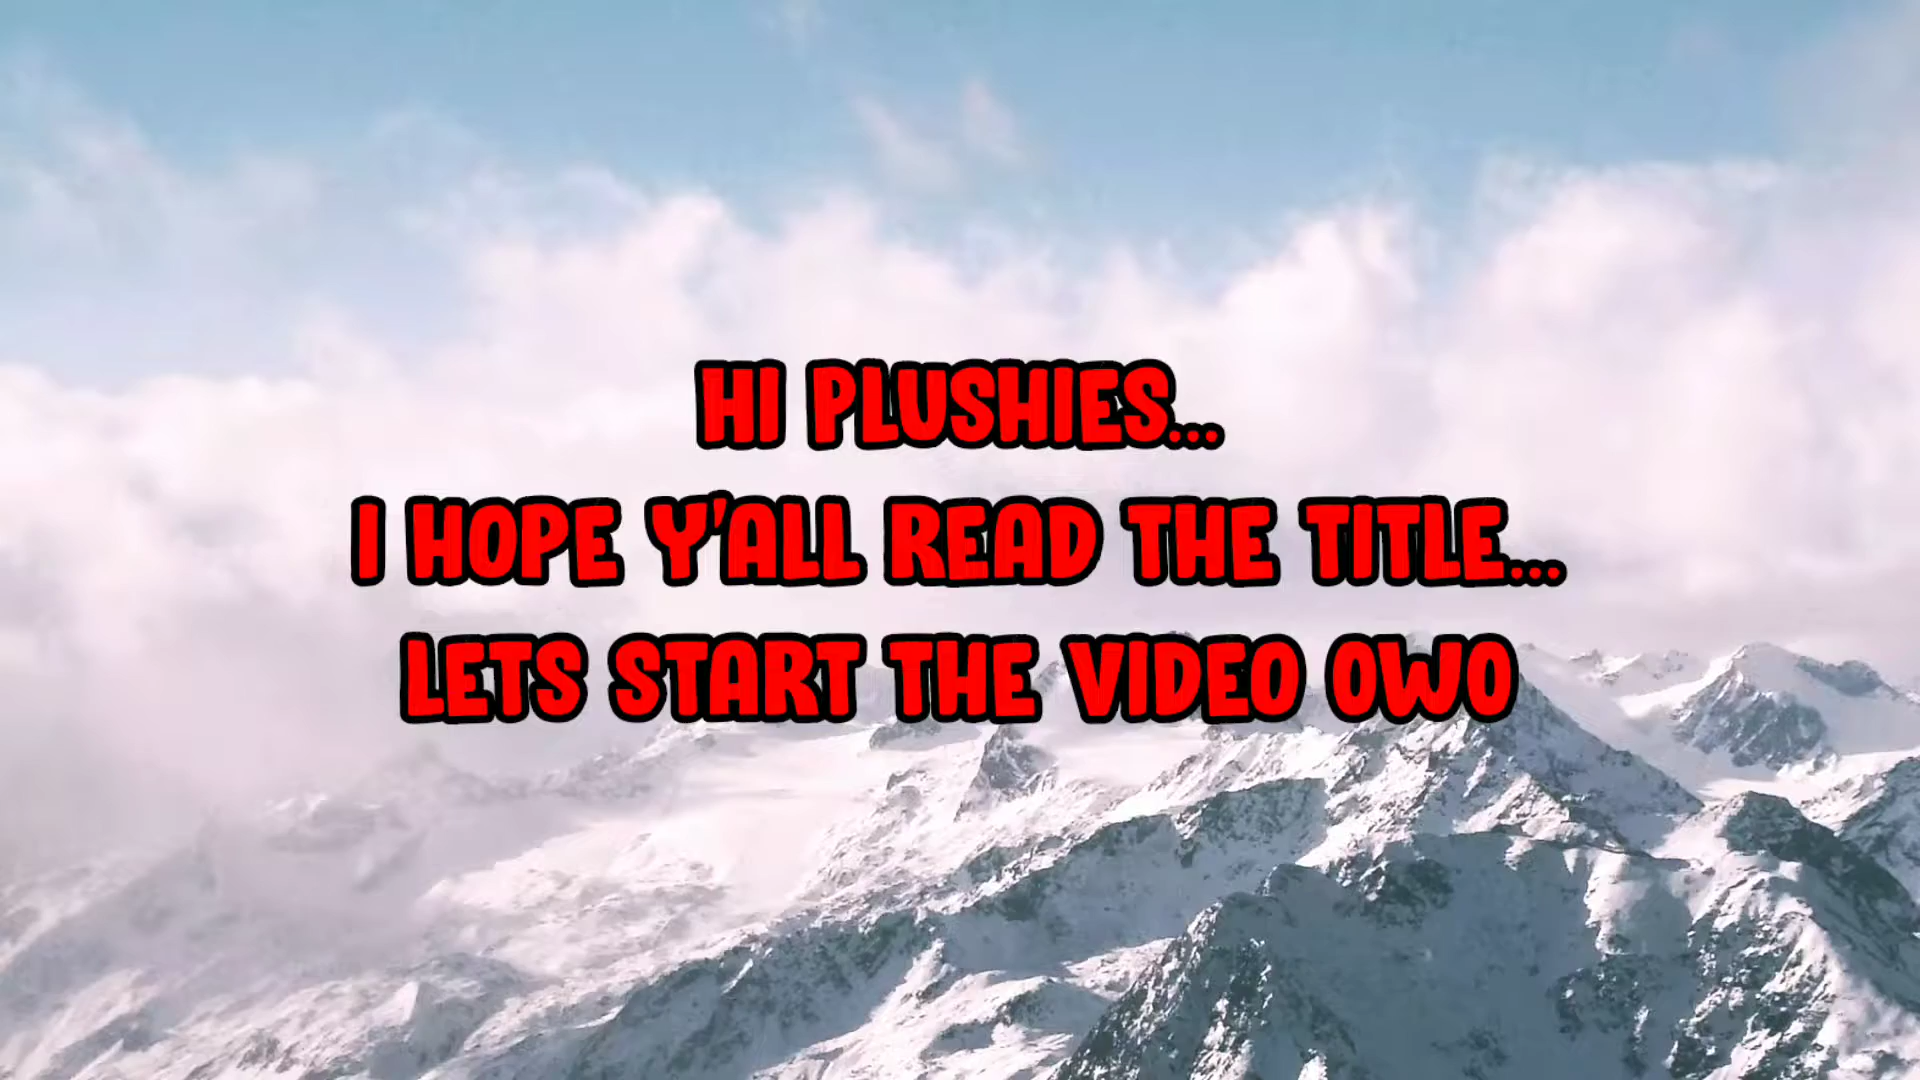 HI PLUSHIES...
I HOPE Y'ALL READ THE TITLE...
LETS START THE VIDEO OWO